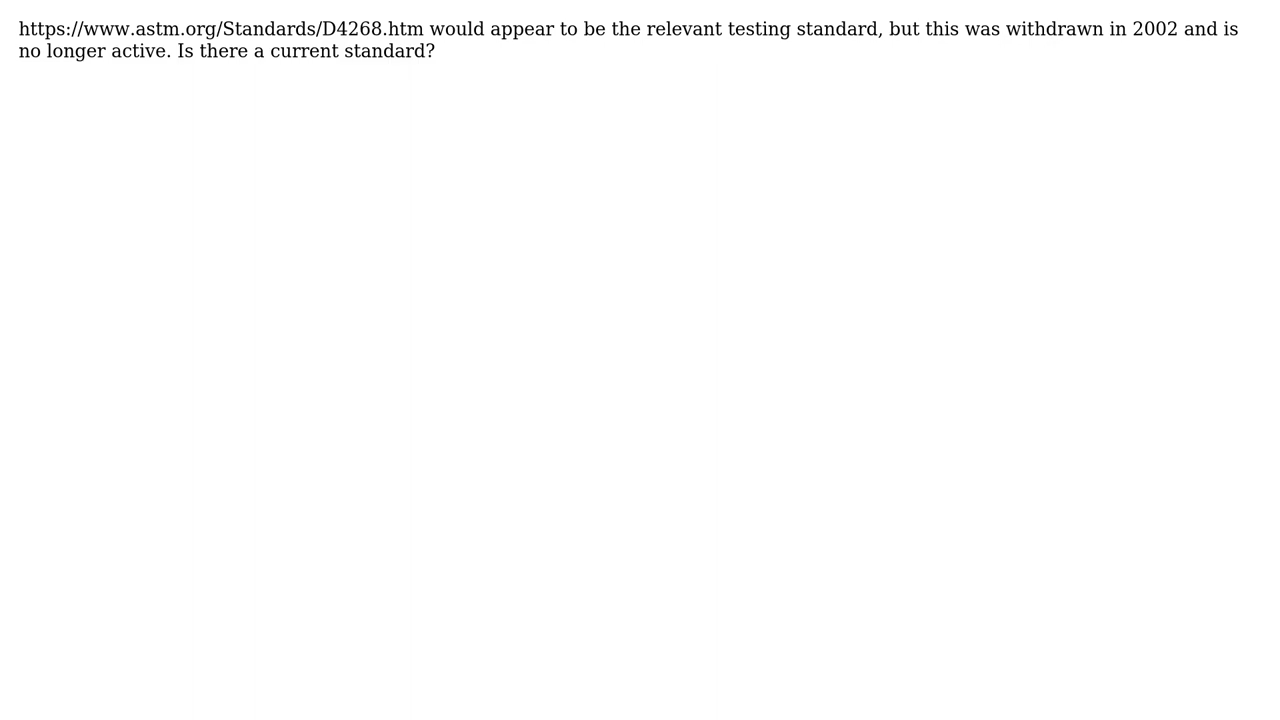 https://www.astm.org/Standards/D4268.htm would appear to be the relevant testing standard, but this was withdrawn in 2002 and is
no longer active. Is there a current standard?